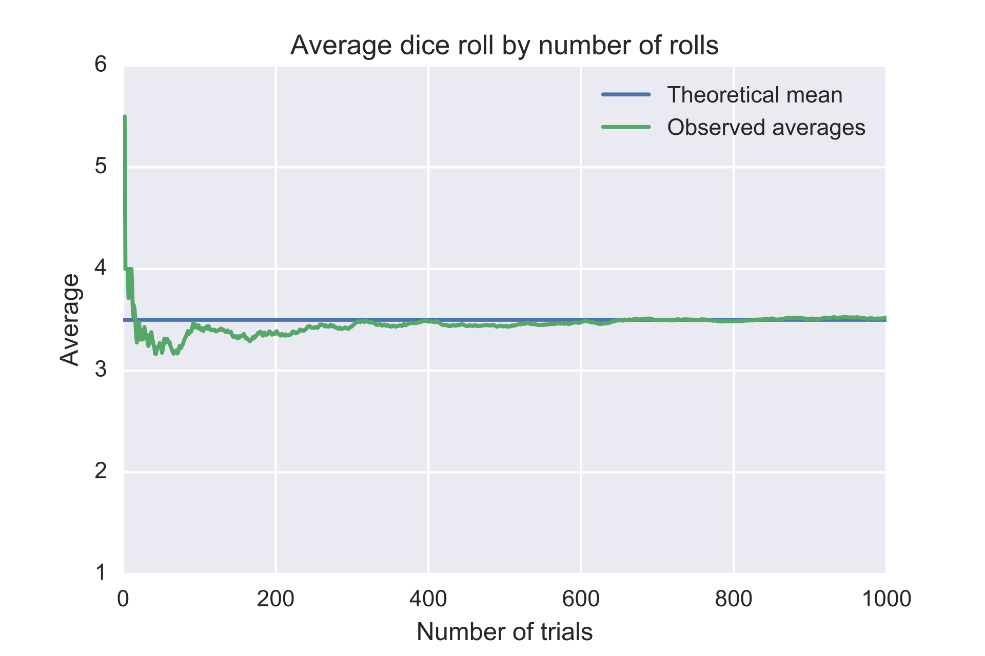 Average dice roll by number of rolls
Theoretical mean
Observed averages
6
5
4
3
2
1
Average
0 200 400 600 800 1000
Number of trials